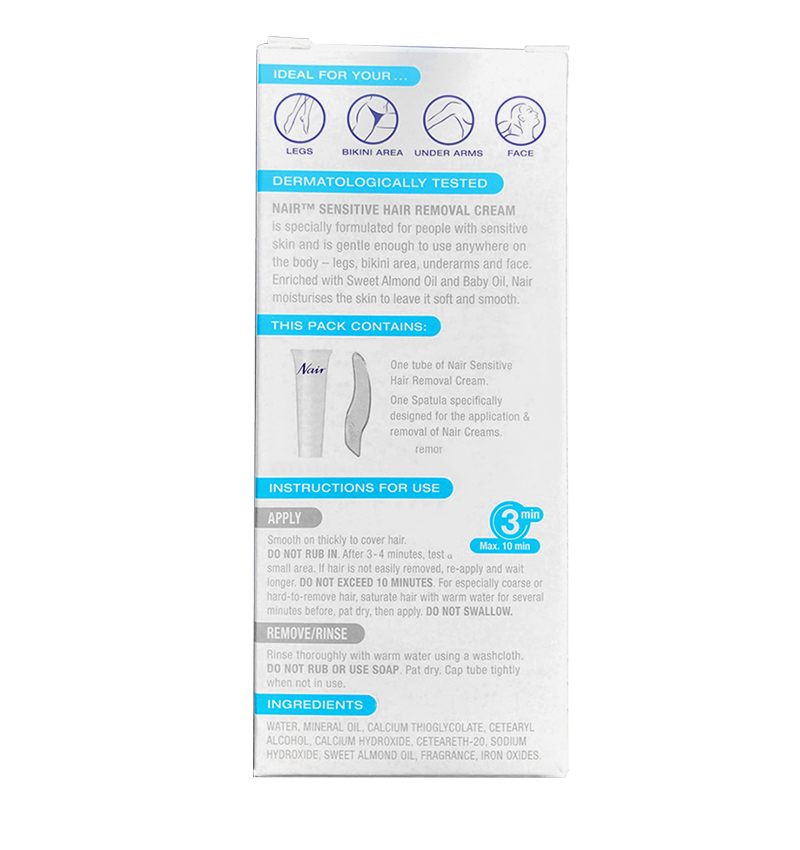 IDEAL FOR YOUR ...
LEGS BIKINI AREA UNDER ARMS FACE
DERMATOLOGICALLY TESTED
NAIR™ SENSITIVE HAIR REMOVAL CREAM
is specially formulated for people with sensitive
skin and is gentle enough to use anywhere on
the body – legs, bikini area, underarms and face.
Enriched with Sweet Almond Oil and Baby Oil, Nair
moisturises the skin to leave it soft and smooth.
THIS PACK CONTAINS:
Nair
One tube of Nair Sensitive
Hair Removal Cream.
One Spatula specifically
designed for the application &
removal of Nair Creams.
remor
INSTRUCTIONS FOR USE
3 min
Max. 10 min
APPLY
Smooth on thickly to cover hair.
DO NOT RUB IN. After 3 - 4 minutes, test a
small area. If hair is not easily removed, re-apply and wait
longer. DO NOT EXCEED 10 MINUTES. For especially coarse or
hard-to-remove hair, saturate hair with warm water for several
minutes before, pat dry, then apply. DO NOT SWALLOW.
REMOVE/RINSE
Rinse thoroughly with warm water using a washcloth.
DO NOT RUB OR USE SOAP. Pat dry. Cap tube tightly
when not in use.
INGREDIENTS
WATER, MINERAL OIL, CALCIUM THIOGLYCOLATE, CETEARYL
ALCOHOL, CALCIUM HYDROXIDE, CETEARETH-20, SODIUM
HYDROXIDE, SWEET ALMOND OIL, FRAGRANCE, IRON OXIDES.